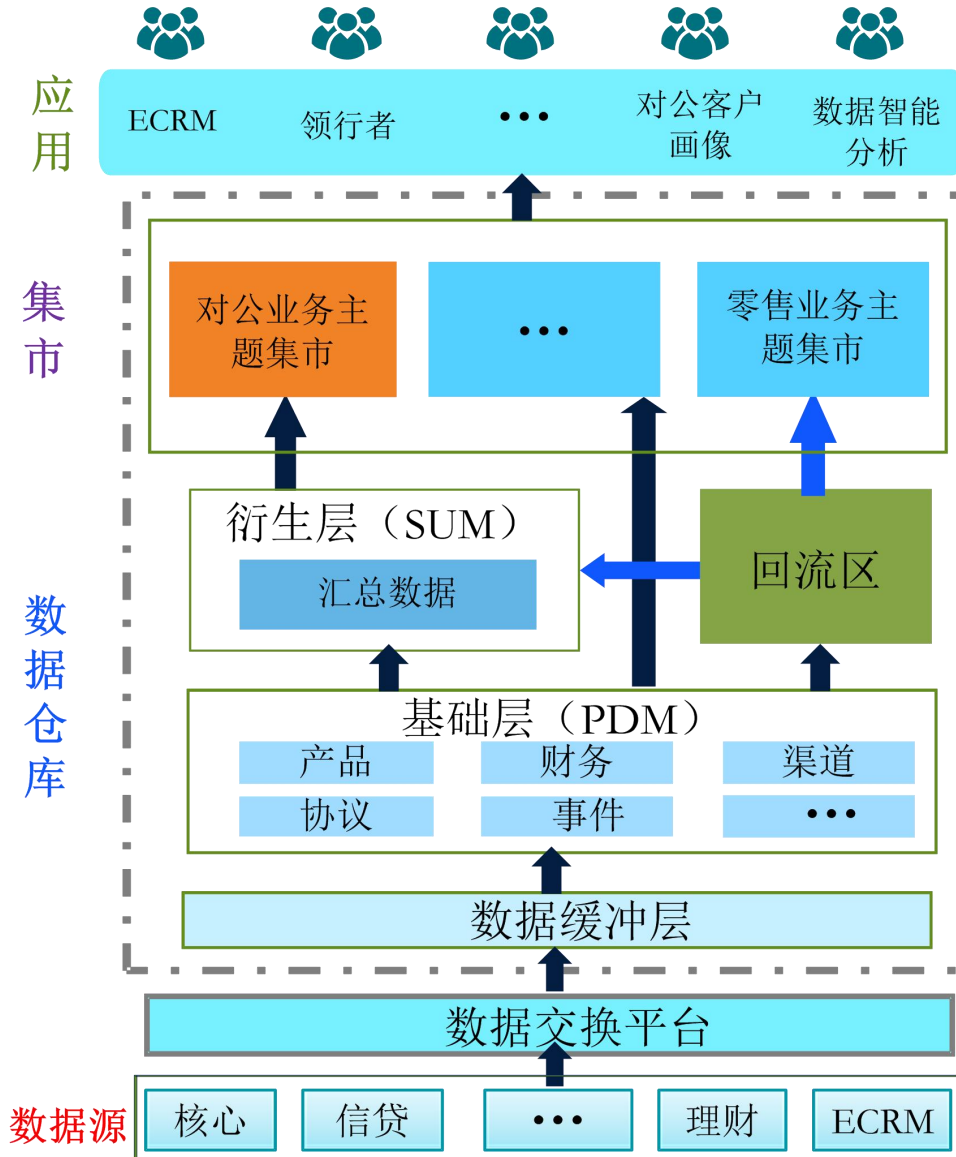 应用
ECRM
领行者
•••
对公客户
画像
数据智能
分析
集市
对公业务主
题集市
•••
零售业务主
题集市
数据仓库
衍生层（SUM）
汇总数据
回流区
基础层（PDM）
产品
财务
渠道
协议
事件
•••
数据缓冲层
数据交换平台
数据源
核心
信贷
•••
理财
ECRM